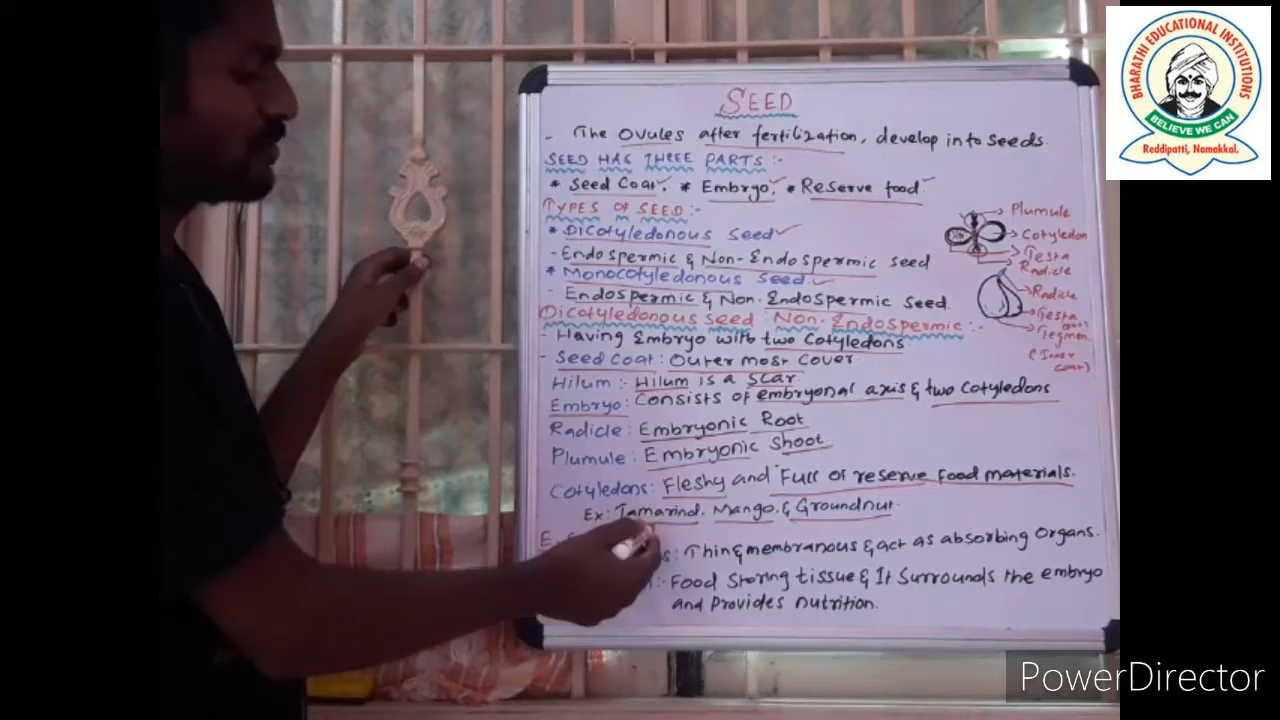 SEED
- The ovules after fertilization, develop into seeds.
SEED HAS THREE PARTS:-
* Seed Coat. * Embryo. * Reserve food
TYPES OF SEED:-
* Dicotyledonous Seed
- Endospermic & Non-Endospermic seed
* Monocotyledonous Seed.
- Endospermic & Non-Endospermic seed.
Dicotyledonous seed Non-Endospermic :-
- Having Embryo with two cotyledons
- Seed coat: Outer most cover.
Hilum :- Hilum is a scar.
Embryo: Consists of embryonal axis & two cotyledons
Radicle: Embryonic Root
Plumule: Embryonic Shoot.
Cotyledons: Fleshy and Full of reserve food materials.
Ex: Tamarind, Mango, & Groundnut.
s: Thin & membranous & act as absorbing organs.
:- Food storing tissue & It surrounds the embryo
and Provides nutrition.
Plumule
Cotyledon
Testa
Radicle
Radicle
Testa
Tegmen
(Inner
coat)
BHARATHI EDUCATIONAL INSTITUTIONS
BELIEVE WE CAN
Reddipatti, Namakkal.
PowerDirector